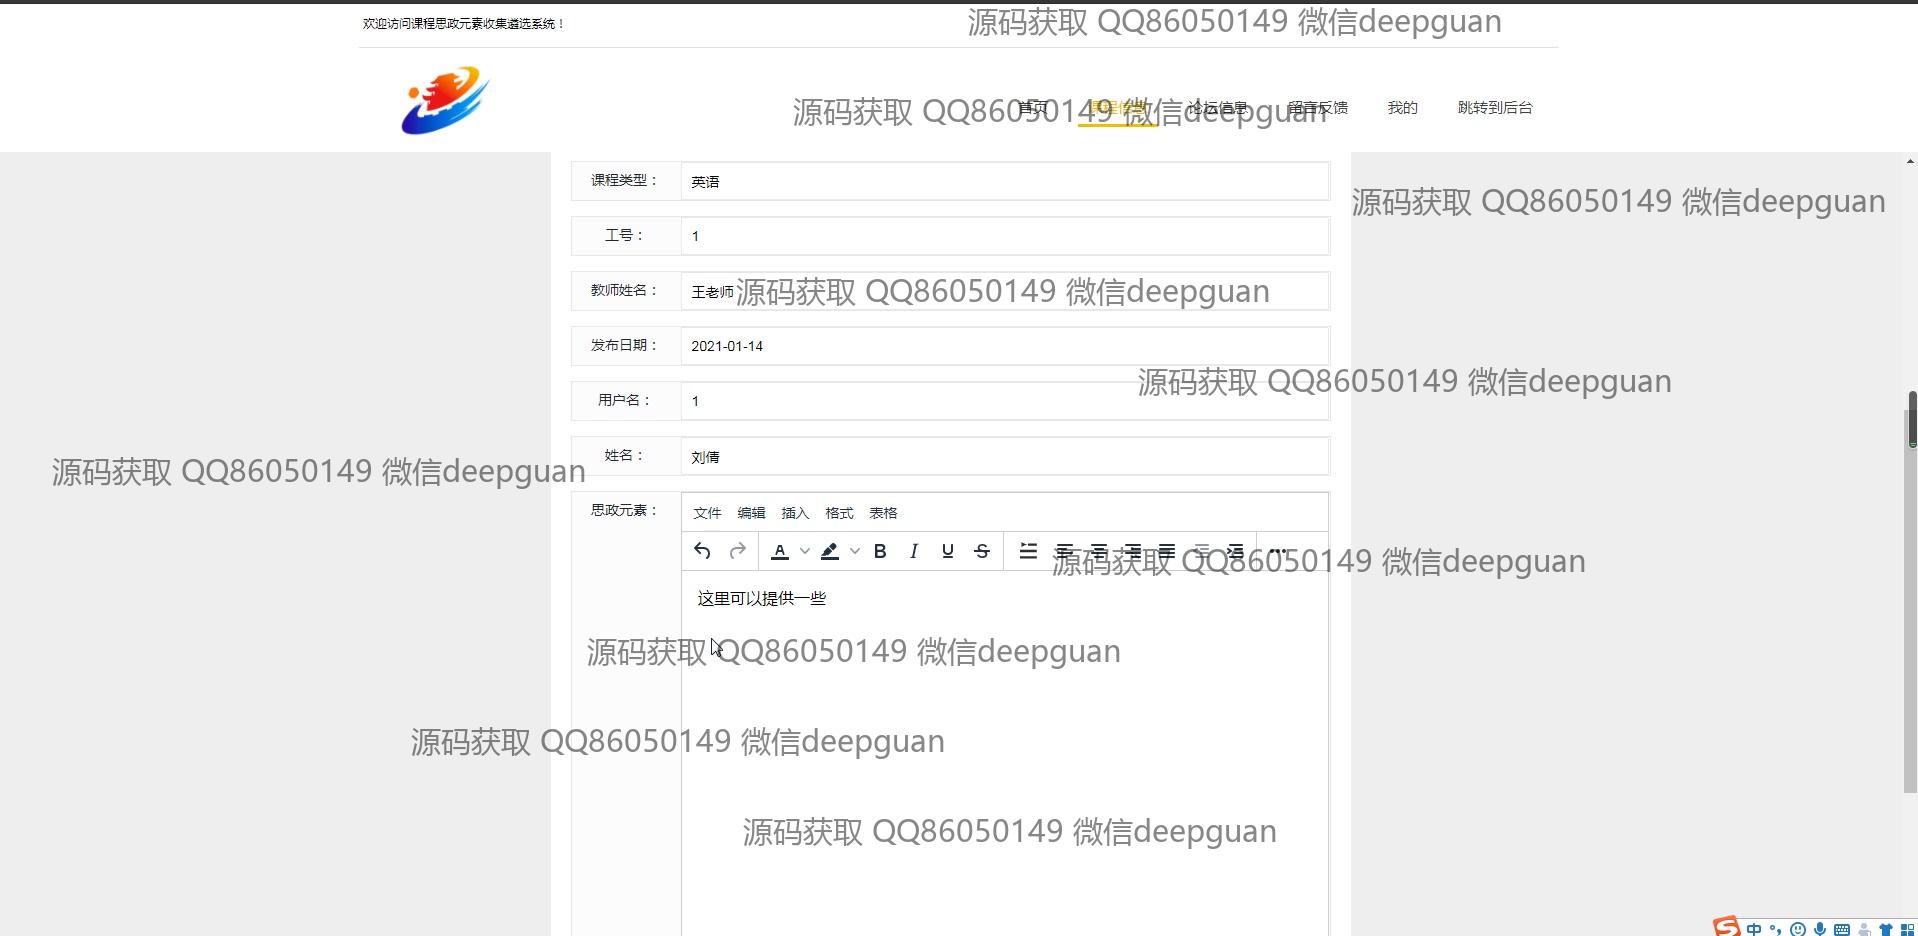 欢迎访问课程思政元素收集遴选系统！
源码获取 QQ86050149 微信deepguan
首页 课程信息 论坛信息 留言反馈 我的 跳转到后台
源码获取 QQ86050149 微信deepguan
课程类型： 英语
源码获取 QQ86050149 微信deepguan
工号： 1
教师姓名： 王老师
源码获取 QQ86050149 微信deepguan
发布日期： 2021-01-14
源码获取 QQ86050149 微信deepguan
用户名： 1
姓名： 刘倩
源码获取 QQ86050149 微信deepguan
思政元素： 文件 编辑 插入 格式 表格
A B I U S
源码获取 QQ86050149 微信deepguan
这里可以提供一些
源码获取 QQ86050149 微信deepguan
源码获取 QQ86050149 微信deepguan
源码获取 QQ86050149 微信deepguan
S 中